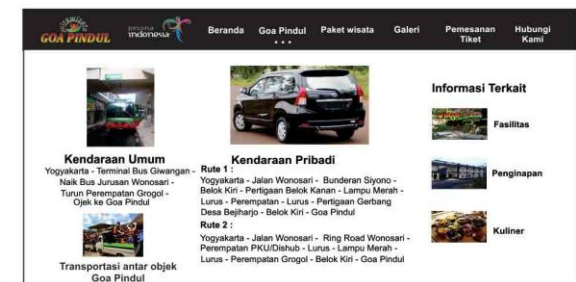 GOA PINDUL
pesona
indonesia
Beranda
Goa Pindul
Paket wisata
Galeri
Pemesanan
Tiket
Hubungi
Kami
Kendaraan Umum
Yogyakarta - Terminal Bus Giwangan -
Naik Bus Jurusan Wonosari -
Turun Perempatan Grogol -
Ojek ke Goa Pindul
Transportasi antar objek
Goa Pindul
Kendaraan Pribadi
Rute 1 :
Yogyakarta - Jalan Wonosari - Bunderan Siyono -
Belok Kiri - Pertigaan Belok Kanan - Lampu Merah -
Lurus - Perempatan - Lurus - Pertigaan Gerbang
Desa Bejiharjo - Belok Kiri - Goa Pindul
Rute 2 :
Yogyakarta - Jalan Wonosari - Ring Road Wonosari -
Perempatan PKU/Dishub - Lurus - Lampu Merah -
Lurus - Perempatan Grogol - Belok Kiri - Goa Pindul
Informasi Terkait
Fasilitas
Penginapan
Kuliner